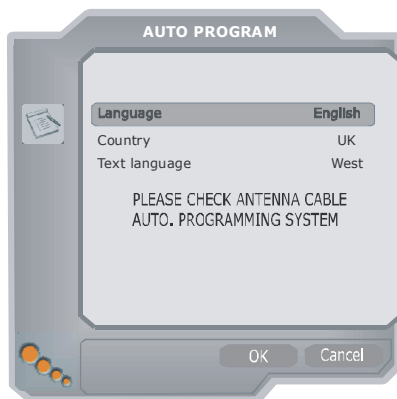 AUTO PROGRAM
Language English
Country UK
Text language West
PLEASE CHECK ANTENNA CABLE
AUTO. PROGRAMMING SYSTEM
OK Cancel